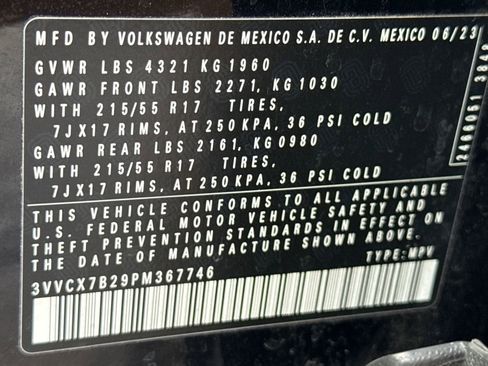 MFD BY VOLKSWAGEN DE MEXICO S.A. DE C.V. MEXICO 06/23
GVWR LBS 4321 KG 1960
GAWR FRONT LBS 2271, KG 1030
WITH 215/55 R17 TIRES,
7JX17 RIMS, AT 250 KPA, 36 PSI COLD
GAWR REAR LBS 2161, KG 0980
WITH 215/55 R17 TIRES,
7JX17 RIMS, AT 250 KPA, 36 PSI COLD
THIS VEHICLE CONFORMS TO ALL APPLICABLE
U.S. FEDERAL MOTOR VEHICLE SAFETY AND
THEFT PREVENTION STANDARDS IN EFFECT ON
THE DATE OF MANUFACTURE SHOWN ABOVE.
3VVCX7B29PM367746 TYPE:MPV